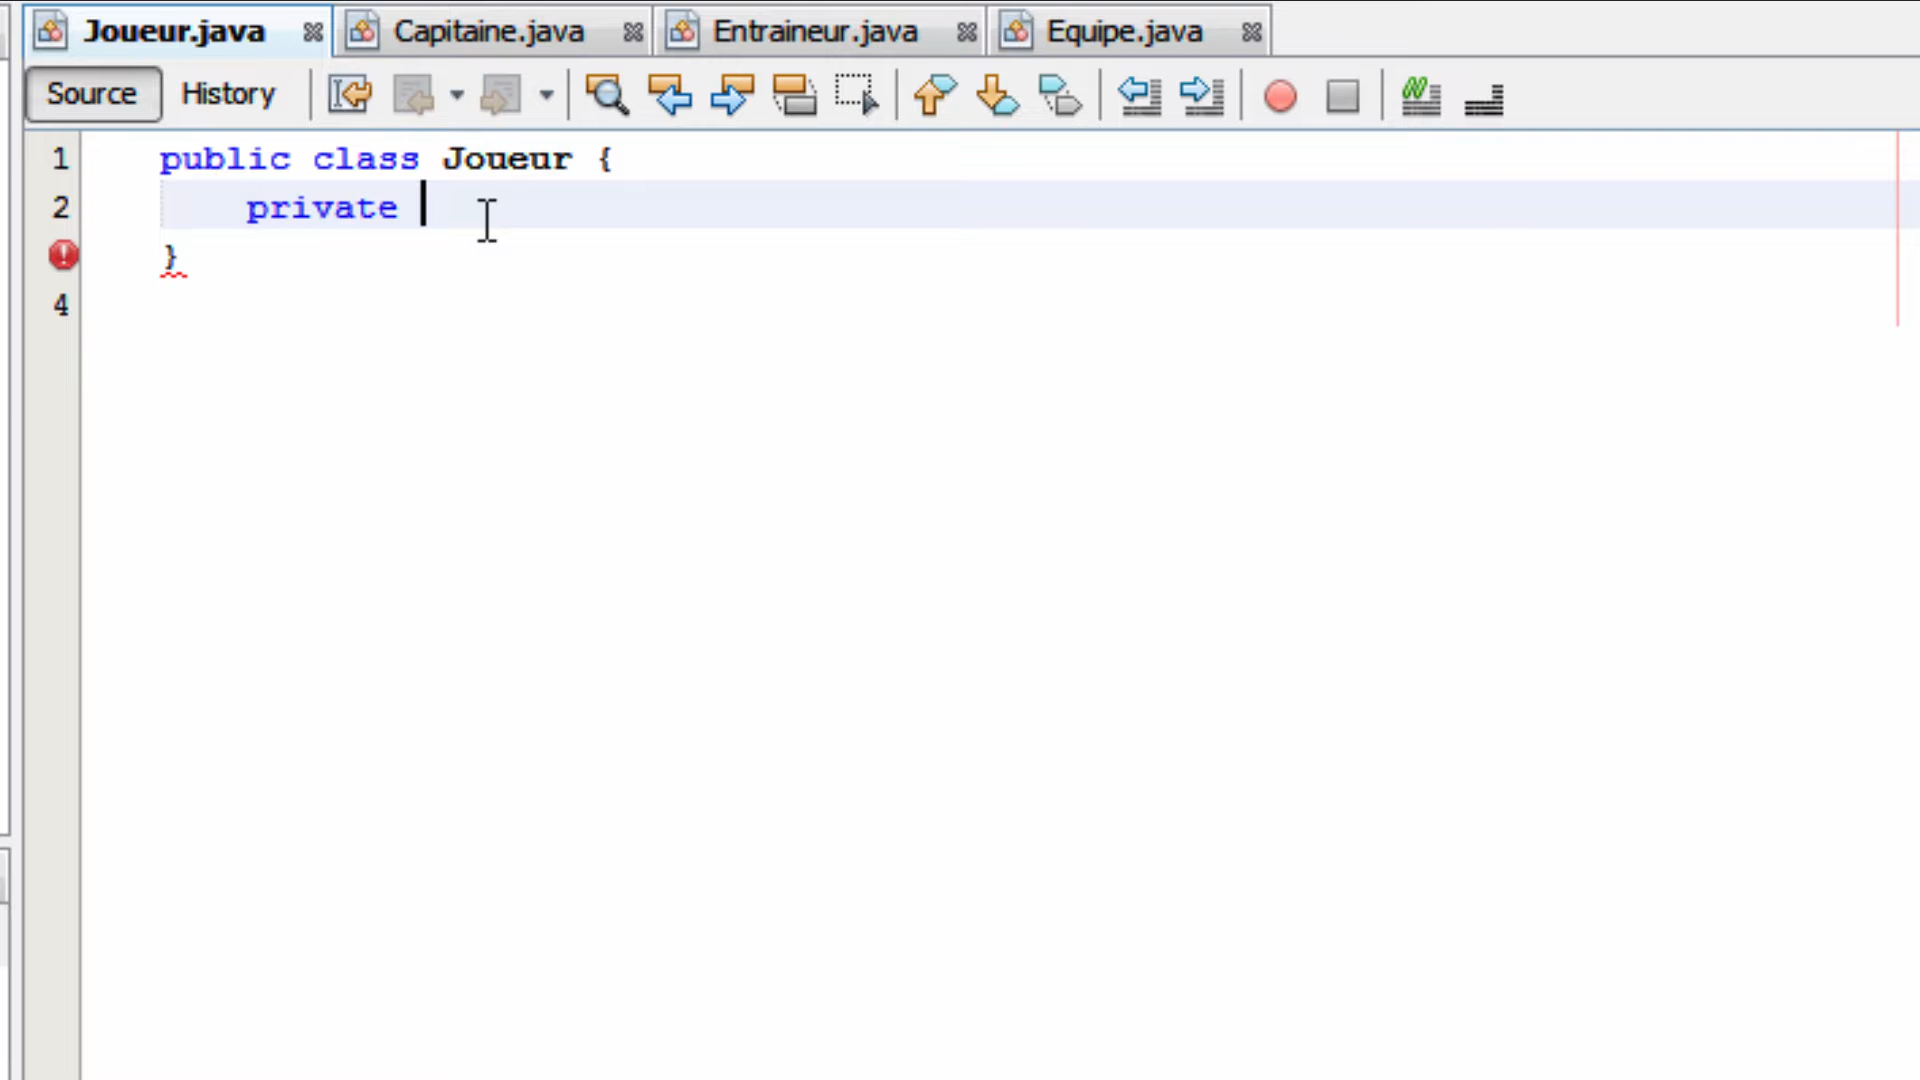 Joueur.java Capitaine.java Entraineur.java Equipe.java
Source History
1 public class Joueur {
2 private
}
4